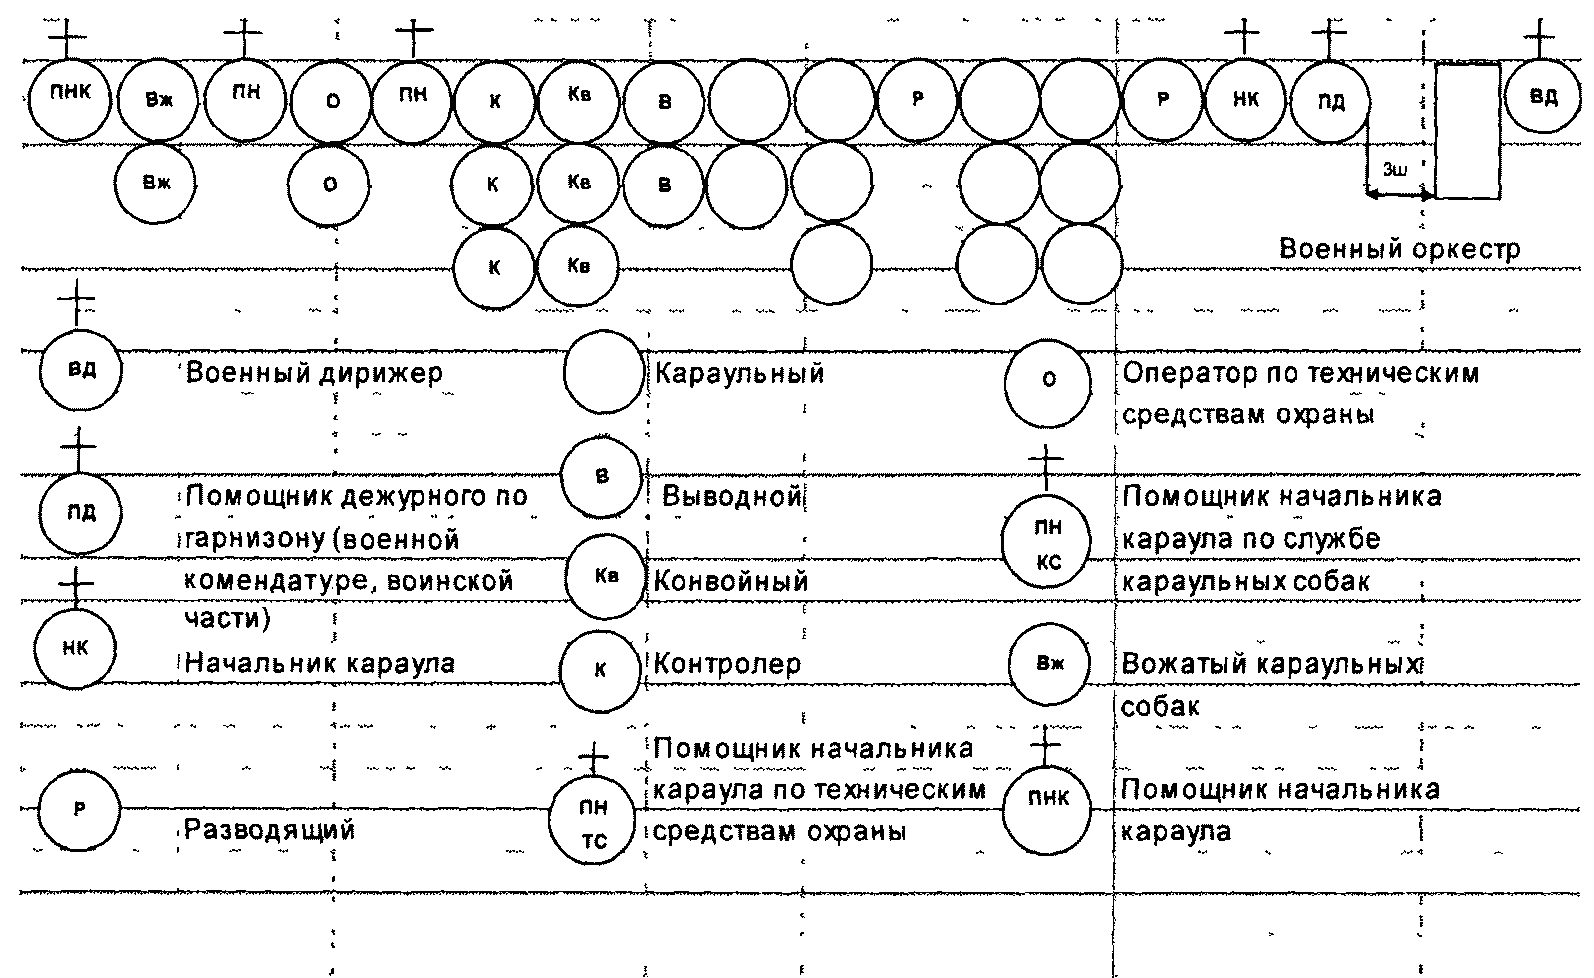 ПНК Вж ПН О ПН К Кв В Р Р НК ПД ВД
Вж О К Кв В 3ш
К Кв
Военный оркестр
ВД Военный дирижер
ПД Помощник дежурного по
гарнизону (военной
комендатуре, воинской
части)
НК Начальник караула
Р Разводящий
Караульный
В Выводной
Кв Конвойный
К Контролер
ПН
ТС
Помощник начальника
караула по техническим
средствам охраны
О Оператор по техническим
средствам охраны
ПН
КС
Помощник начальника
караула по службе
караульных собак
Вж Вожатый караульных
собак
ПНК Помощник начальника
караула